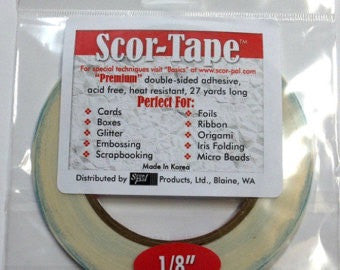 Scor-Tape™
For special techniques visit "Basics" at www.scor-pal.com
"Premium" double-sided adhesive,
acid free, heat resistant, 27 yards long
Perfect For:
Cards
Boxes
Glitter
Embossing
Scrapbooking
Foils
Ribbon
Origami
Iris Folding
Micro Beads
Made In Korea
Distributed by Scor-Pal Products, Ltd., Blaine, WA
1/8"